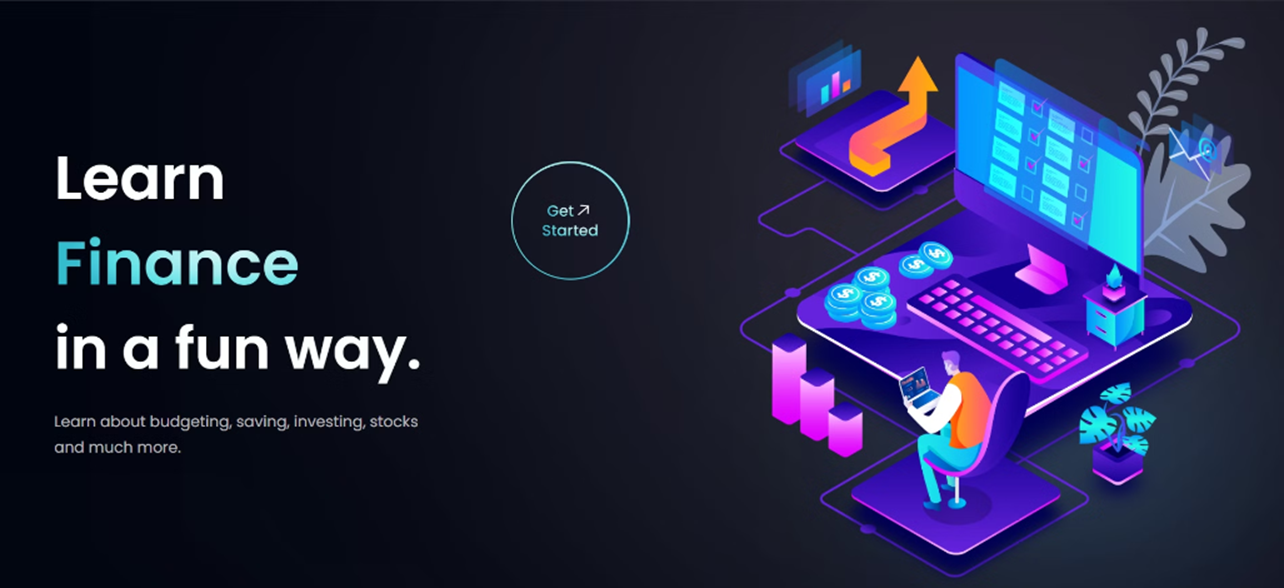 Learn
Finance
in a fun way.
Learn about budgeting, saving, investing, stocks
and much more.
Get ↗
Started